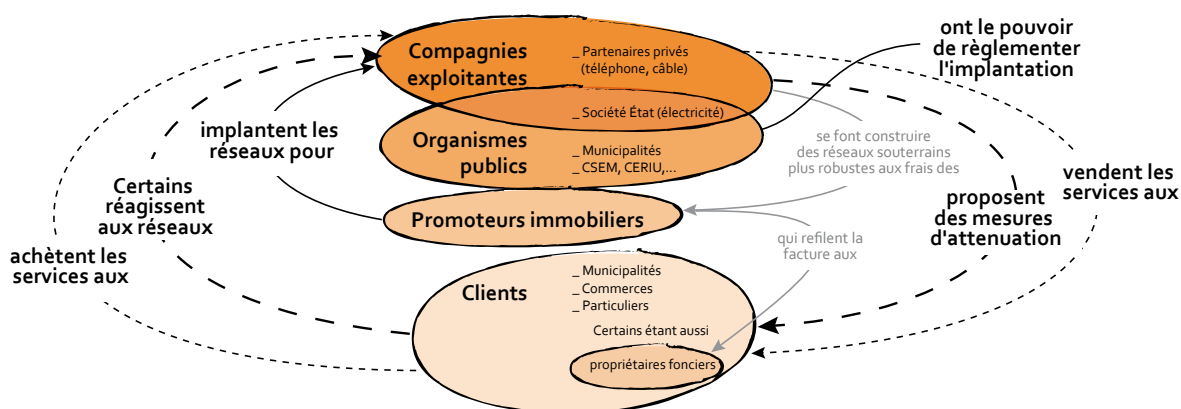 Compagnies
exploitantes
_ Partenaires privés
(téléphone, câble)
_ Société État (électricité)
Organismes
publics
_ Municipalités
_ CSEM, CERIU,...
Promoteurs immobiliers
Clients
_ Municipalités
_ Commerces
_ Particuliers
Certains étant aussi
propriétaires fonciers
ont le pouvoir
de règlementer
l'implantation
implantent les
réseaux pour
Certains
réagissent
aux réseaux
achètent les
services aux
se font construire
des réseaux souterrains
plus robustes aux frais des
qui refilent la
facture aux
proposent
des mesures
d'attenuation
vendent les
services aux